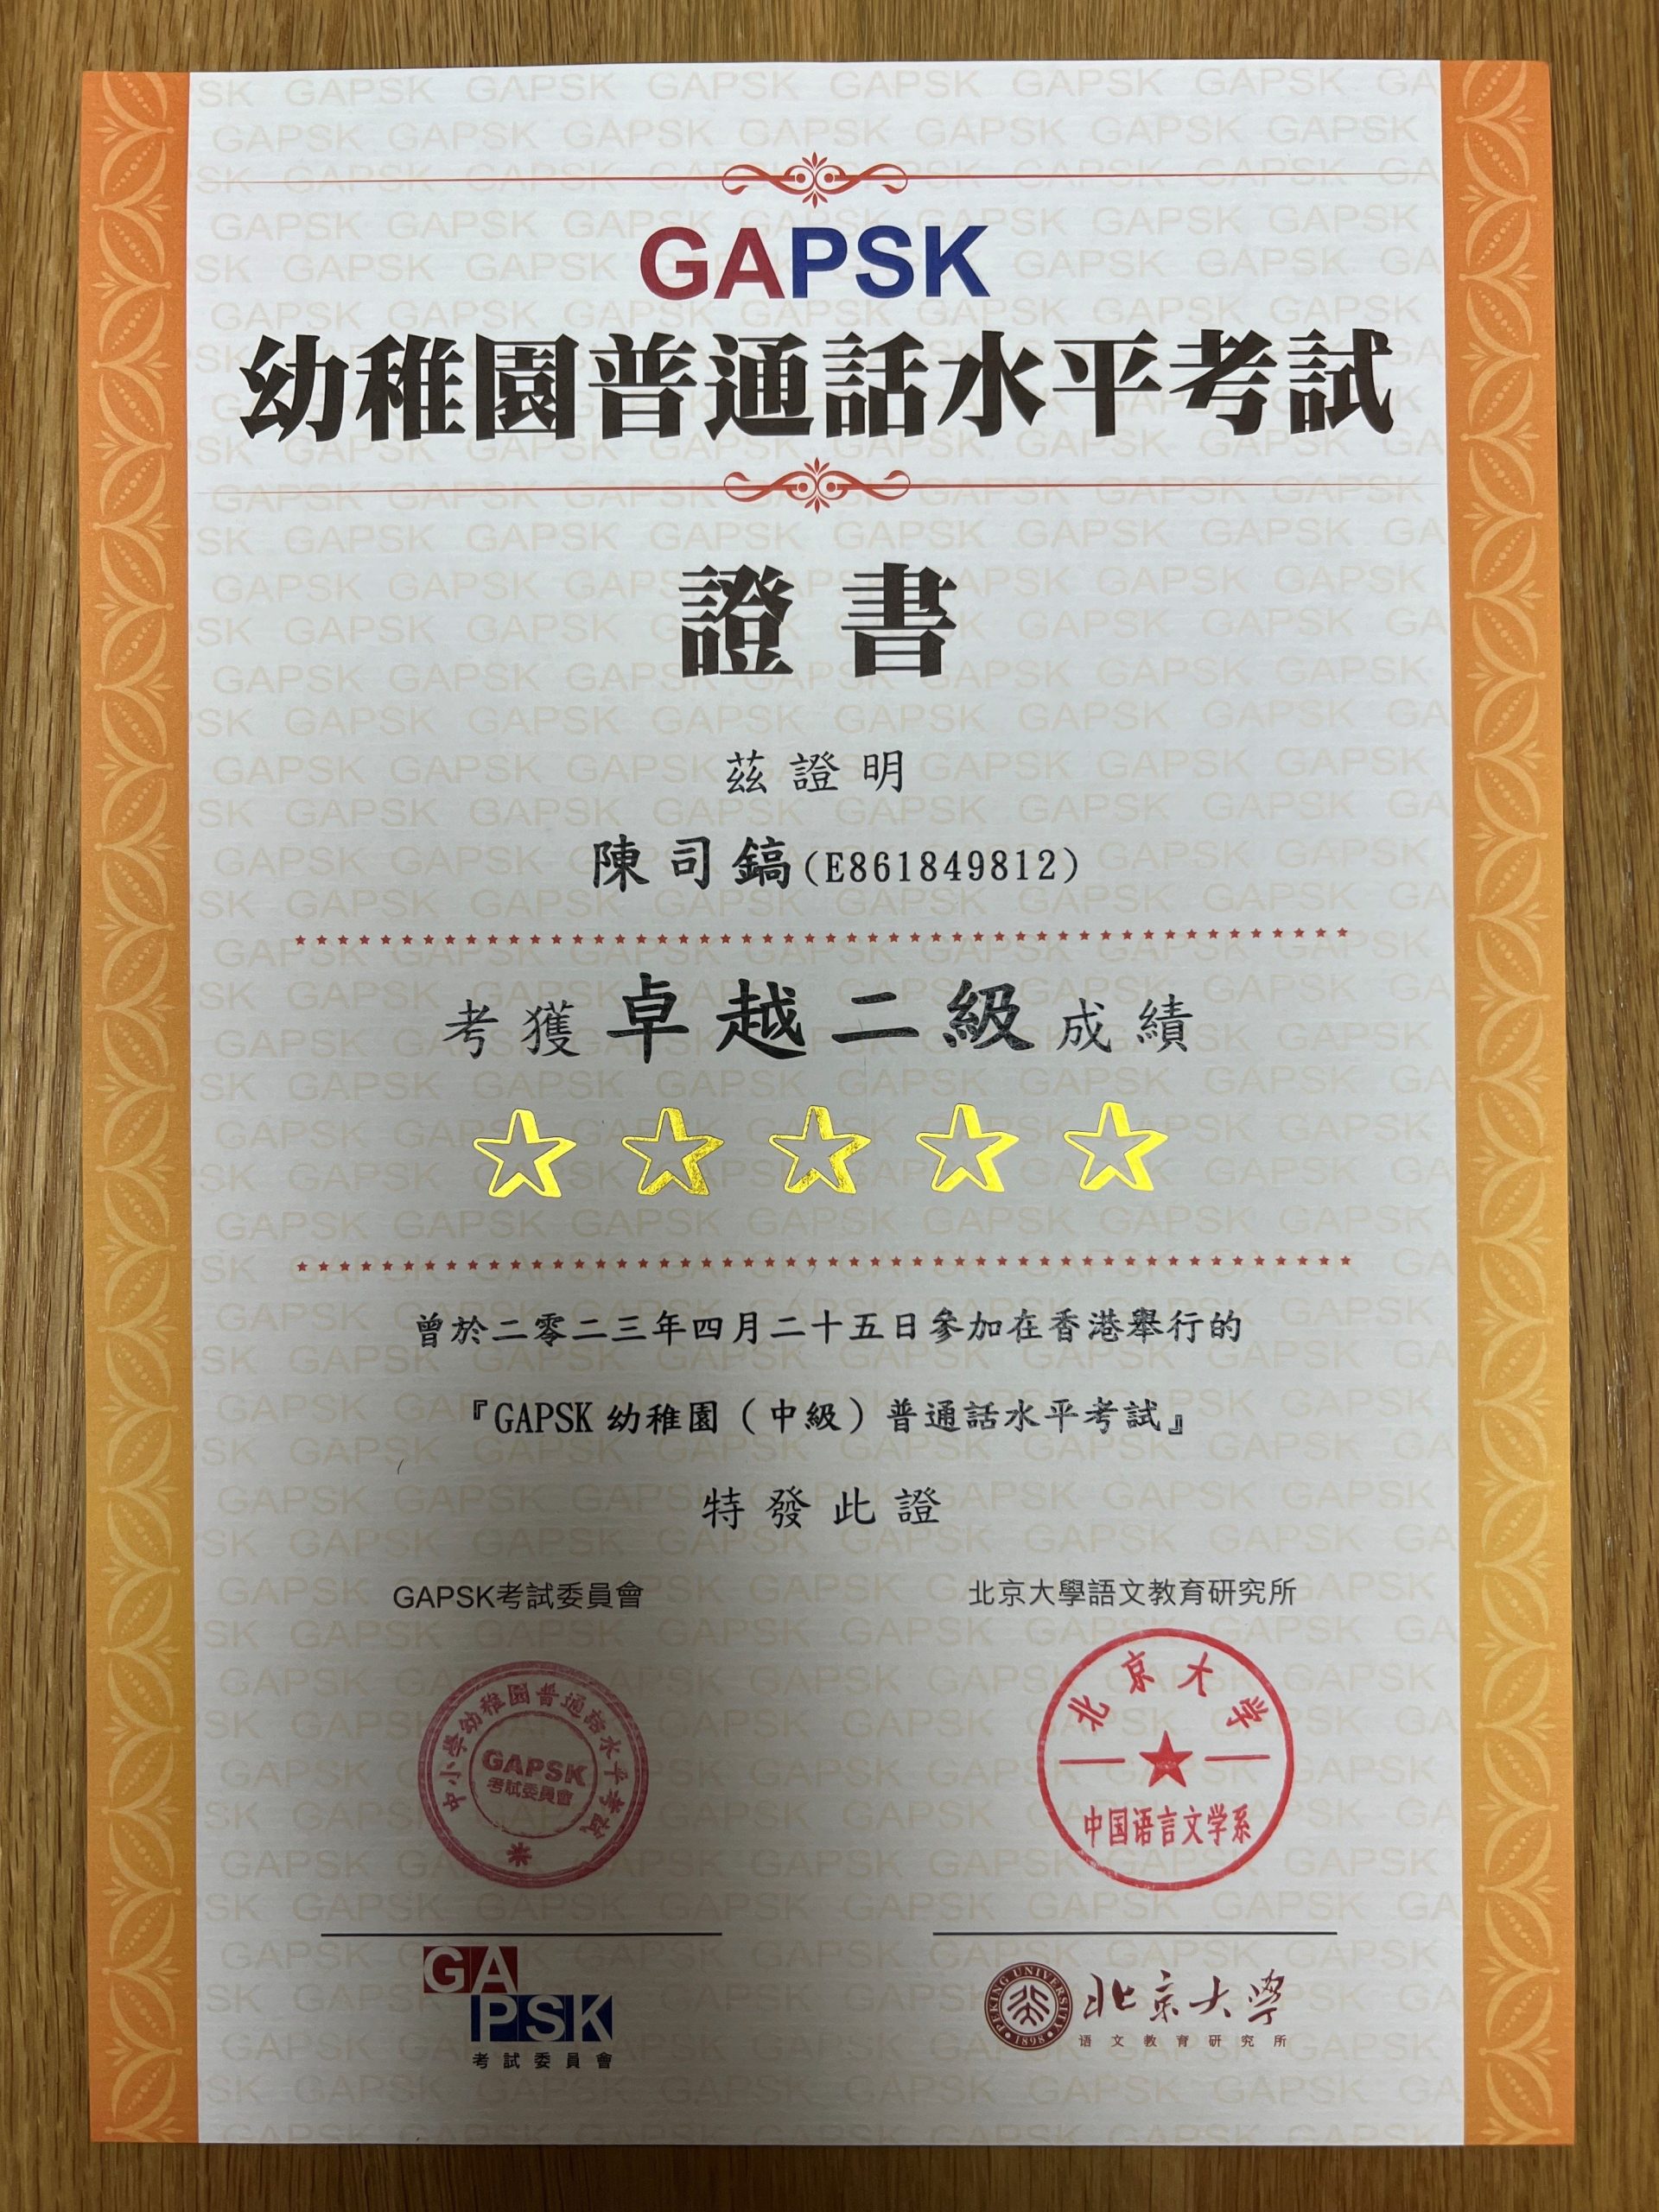 GAPSK
幼稚園普通話水平考試
證書
茲證明
陳司鎬(E861849812)
考獲卓越二級成績
曾於二零二三年四月二十五日參加在香港舉行的
『GAPSK 幼稚園（中級）普通話水平考試』
特發此證
GAPSK考試委員會
北京大學語文教育研究所
中小學幼稚園普通話水平考試
GAPSK
考試委員會
北京大学
中国语言文学系
GAPSK
考試委員會
PEKING UNIVERSITY
1898
北京大學
语文教育研究所